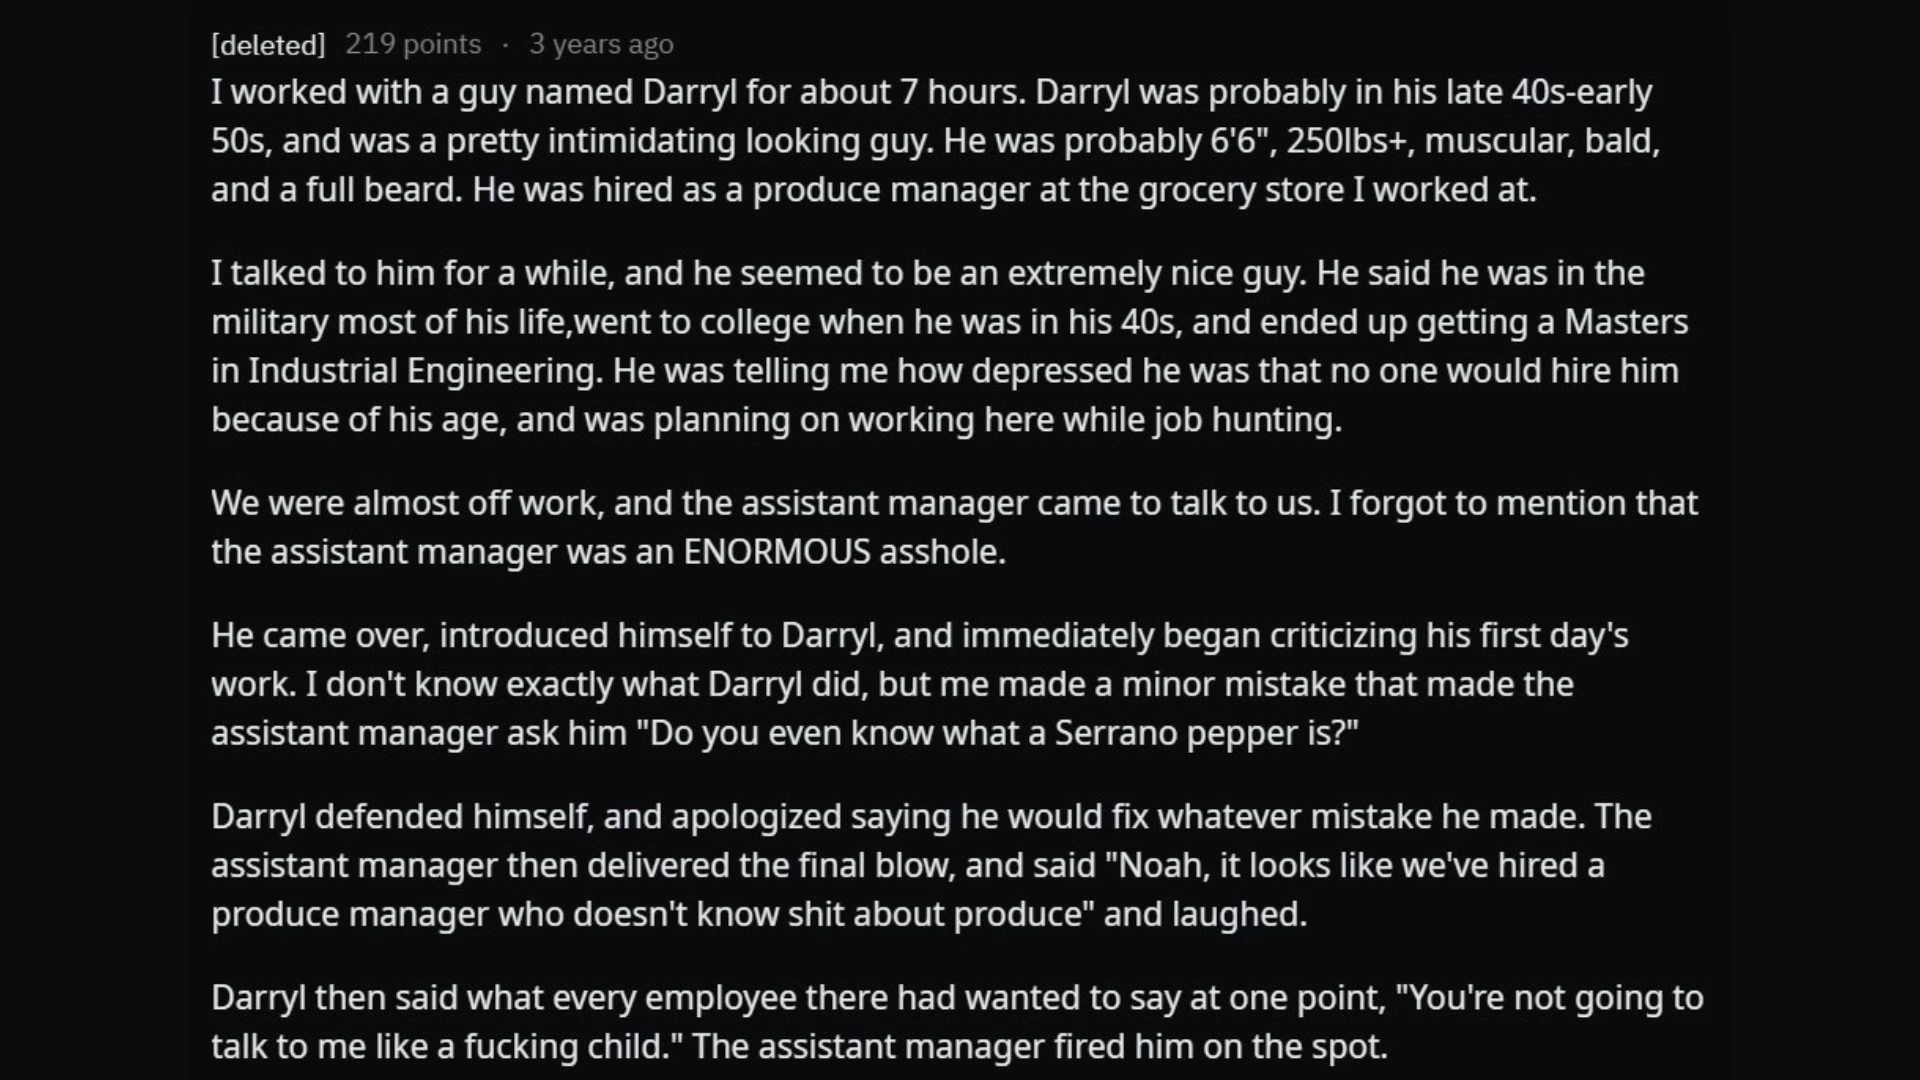 [deleted] 219 points · 3 years ago
I worked with a guy named Darryl for about 7 hours. Darryl was probably in his late 40s-early
50s, and was a pretty intimidating looking guy. He was probably 6'6", 250lbs+, muscular, bald,
and a full beard. He was hired as a produce manager at the grocery store I worked at.
I talked to him for a while, and he seemed to be an extremely nice guy. He said he was in the
military most of his life,went to college when he was in his 40s, and ended up getting a Masters
in Industrial Engineering. He was telling me how depressed he was that no one would hire him
because of his age, and was planning on working here while job hunting.
We were almost off work, and the assistant manager came to talk to us. I forgot to mention that
the assistant manager was an ENORMOUS asshole.
He came over, introduced himself to Darryl, and immediately began criticizing his first day's
work. I don't know exactly what Darryl did, but me made a minor mistake that made the
assistant manager ask him "Do you even know what a Serrano pepper is?"
Darryl defended himself, and apologized saying he would fix whatever mistake he made. The
assistant manager then delivered the final blow, and said "Noah, it looks like we've hired a
produce manager who doesn't know shit about produce" and laughed.
Darryl then said what every employee there had wanted to say at one point, "You're not going to
talk to me like a fucking child." The assistant manager fired him on the spot.